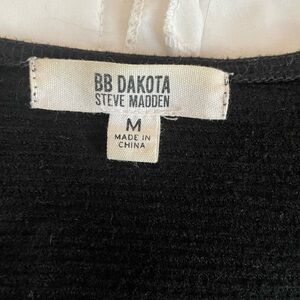 BB DAKOTA
STEVE MADDEN
M
MADE IN
CHINA